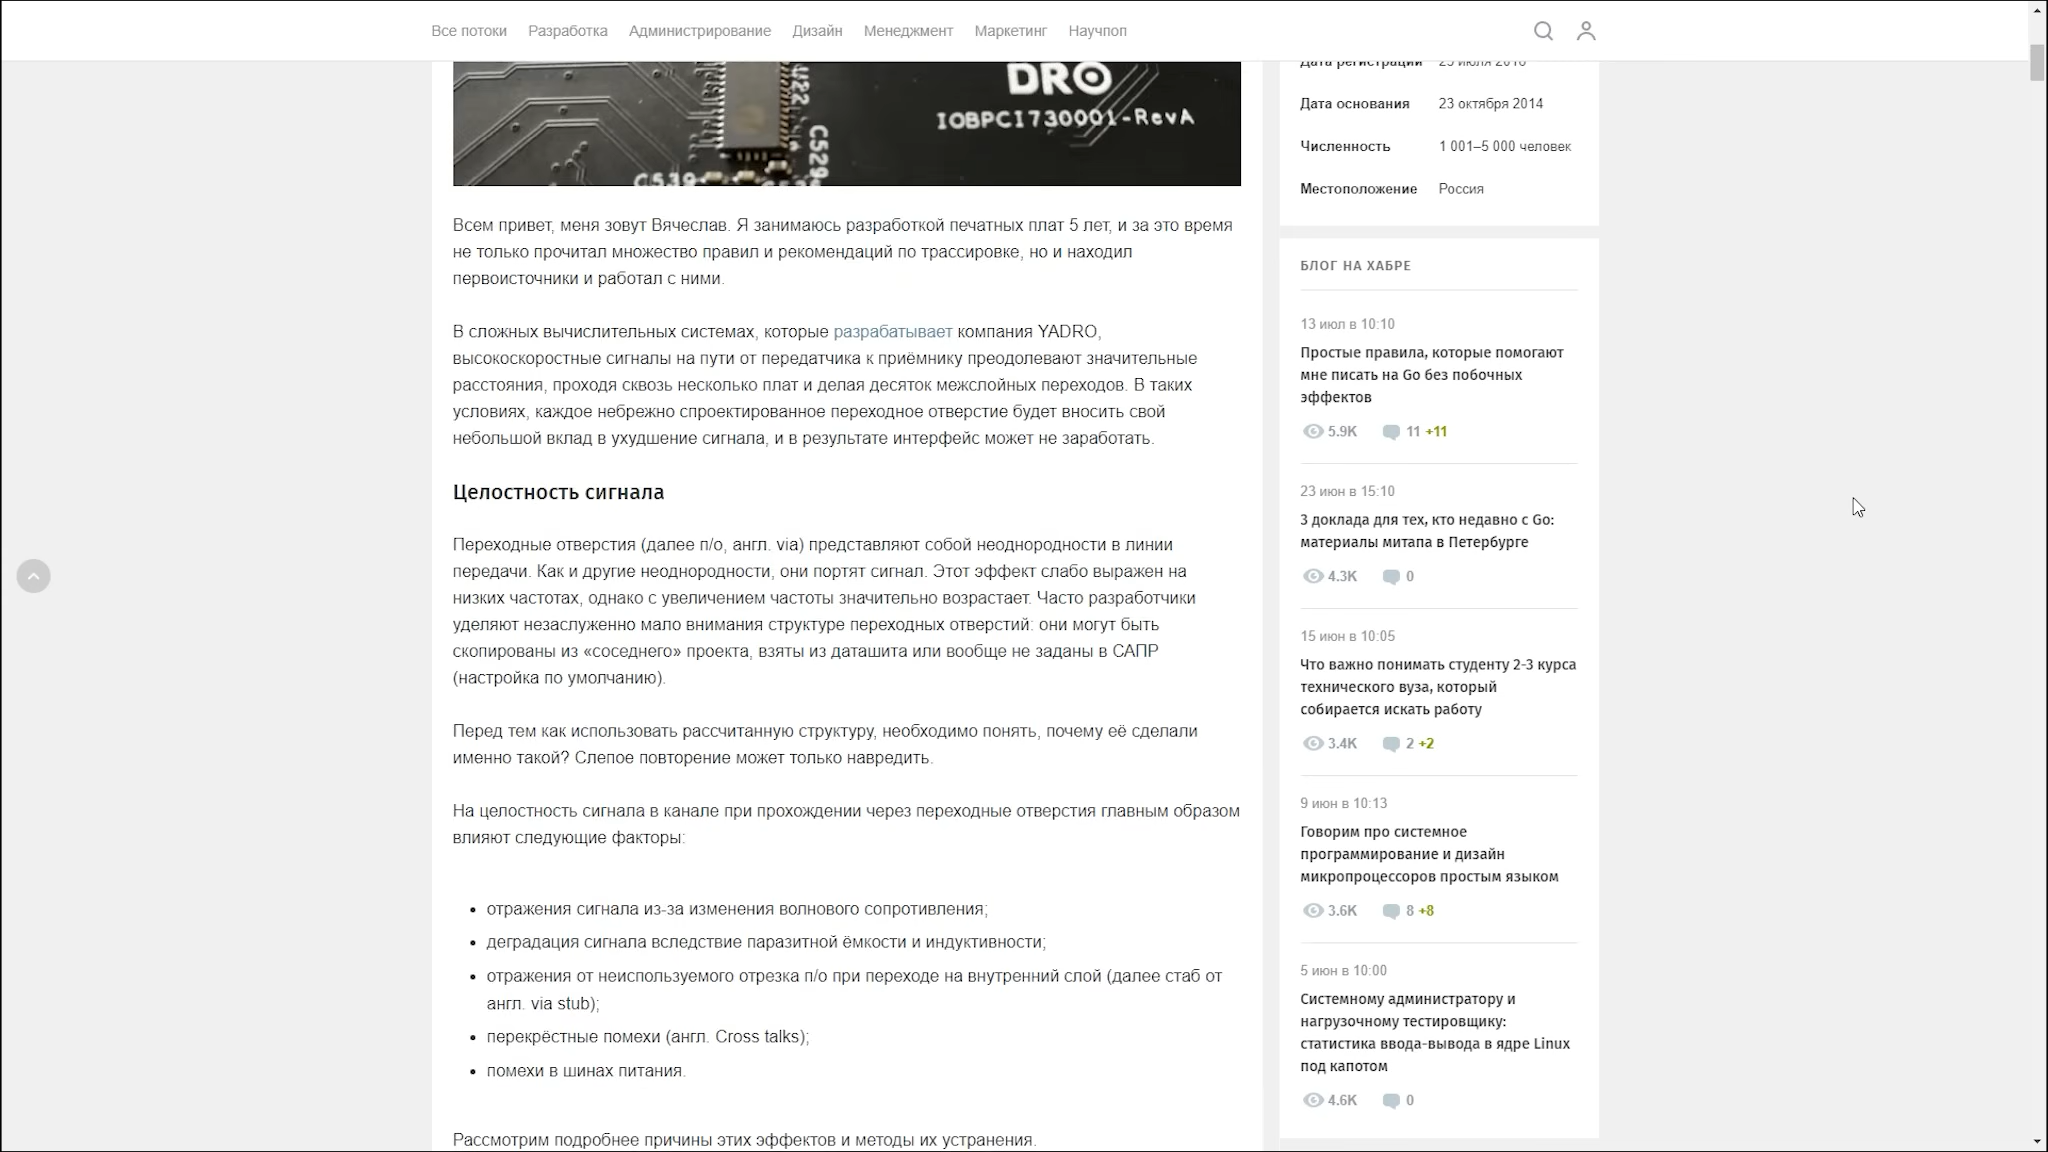 Все потоки Разработка Администрирование Дизайн Менеджмент Маркетинг Научпоп
DRO
IOBPCI730001-RevA
C529
C539
Всем привет, меня зовут Вячеслав. Я занимаюсь разработкой печатных плат 5 лет, и за это время
не только прочитал множество правил и рекомендаций по трассировке, но и находил
первоисточники и работал с ними.
В сложных вычислительных системах, которые разрабатывает компания YADRO,
высокоскоростные сигналы на пути от передатчика к приёмнику преодолевают значительные
расстояния, проходя сквозь несколько плат и делая десяток межслойных переходов. В таких
условиях, каждое небрежно спроектированное переходное отверстие будет вносить свой
небольшой вклад в ухудшение сигнала, и в результате интерфейс может не заработать.
Целостность сигнала
Переходные отверстия (далее п/о, англ. via) представляют собой неоднородности в линии
передачи. Как и другие неоднородности, они портят сигнал. Этот эффект слабо выражен на
низких частотах, однако с увеличением частоты значительно возрастает. Часто разработчики
уделяют незаслуженно мало внимания структуре переходных отверстий: они могут быть
скопированы из «соседнего» проекта, взяты из даташита или вообще не заданы в САПР
(настройка по умолчанию).
Перед тем как использовать рассчитанную структуру, необходимо понять, почему её сделали
именно такой? Слепое повторение может только навредить.
На целостность сигнала в канале при прохождении через переходные отверстия главным образом
влияют следующие факторы:
• отражения сигнала из-за изменения волнового сопротивления;
• деградация сигнала вследствие паразитной ёмкости и индуктивности;
• отражения от неиспользуемого отрезка п/о при переходе на внутренний слой (далее стаб от
англ. via stub);
• перекрёстные помехи (англ. Cross talks);
• помехи в шинах питания.
Рассмотрим подробнее причины этих эффектов и методы их устранения.
Дата регистрации
Дата основания 23 октября 2014
Численность 1 001–5 000 человек
Местоположение Россия
БЛОГ НА ХАБРЕ
13 июл в 10:10
Простые правила, которые помогают
мне писать на Go без побочных
эффектов
5.9K 11 +11
23 июн в 15:10
3 доклада для тех, кто недавно с Go:
материалы митапа в Петербурге
4.3K 0
15 июн в 10:05
Что важно понимать студенту 2-3 курса
технического вуза, который
собирается искать работу
3.4K 2 +2
9 июн в 10:13
Говорим про системное
программирование и дизайн
микропроцессоров простым языком
3.6K 8 +8
5 июн в 10:00
Системному администратору и
нагрузочному тестировщику:
статистика ввода-вывода в ядре Linux
под капотом
4.6K 0